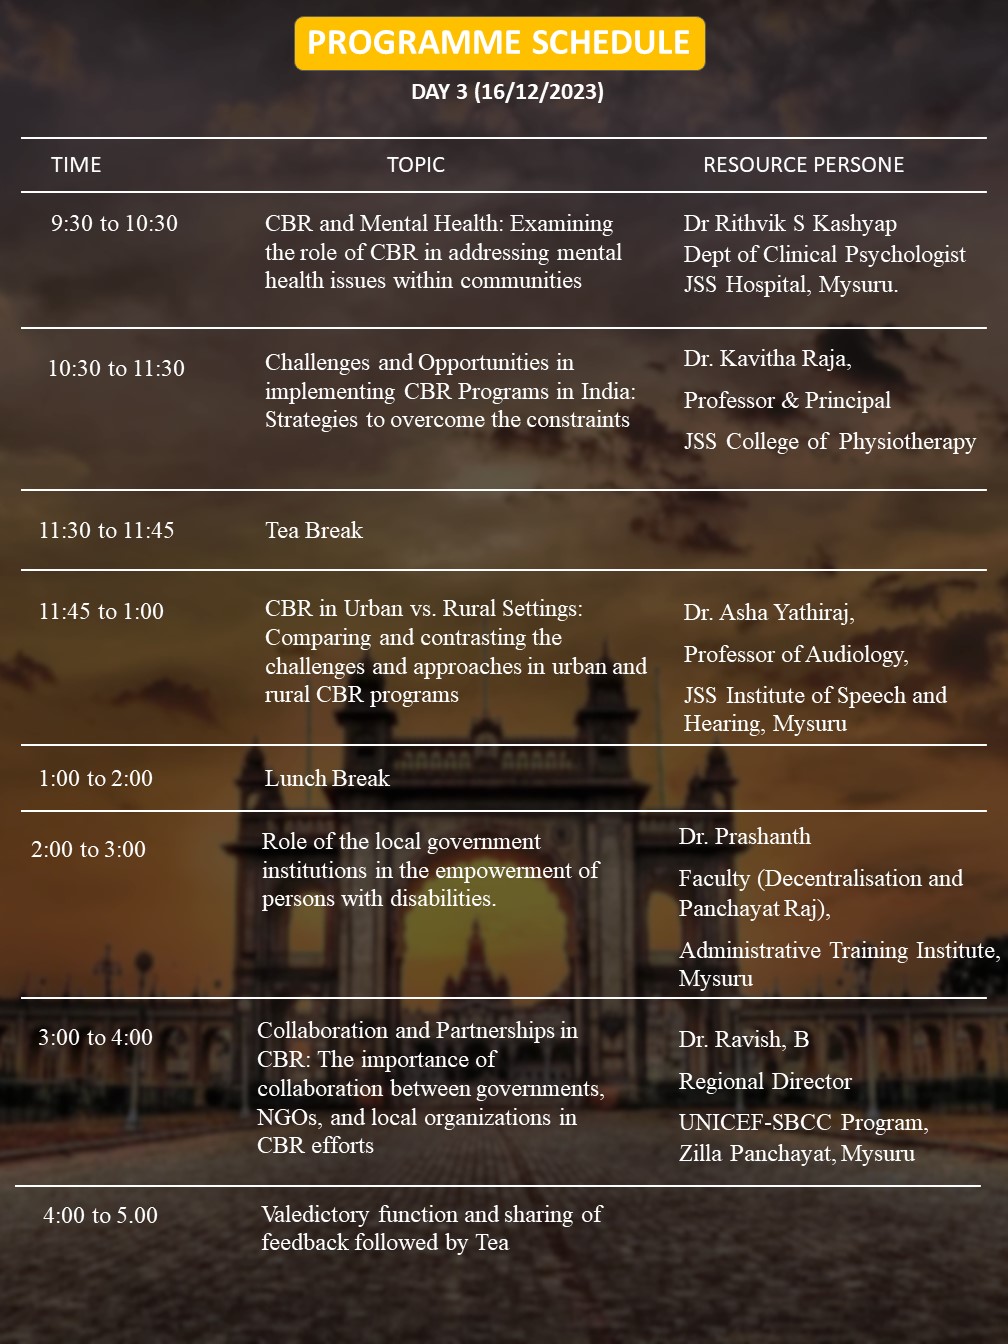 PROGRAMME SCHEDULE
DAY 3 (16/12/2023)
TIME TOPIC RESOURCE PERSONE
9:30 to 10:30
CBR and Mental Health: Examining
the role of CBR in addressing mental
health issues within communities
Dr Rithvik S Kashyap
Dept of Clinical Psychologist
JSS Hospital, Mysuru.
10:30 to 11:30
Challenges and Opportunities in
implementing CBR Programs in India:
Strategies to overcome the constraints
Dr. Kavitha Raja,
Professor & Principal
JSS College of Physiotherapy
11:30 to 11:45
Tea Break
11:45 to 1:00
CBR in Urban vs. Rural Settings:
Comparing and contrasting the
challenges and approaches in urban and
rural CBR programs
Dr. Asha Yathiraj,
Professor of Audiology,
JSS Institute of Speech and
Hearing, Mysuru
1:00 to 2:00
Lunch Break
2:00 to 3:00
Role of the local government
institutions in the empowerment of
persons with disabilities.
Dr. Prashanth
Faculty (Decentralisation and
Panchayat Raj),
Administrative Training Institute,
Mysuru
3:00 to 4:00
Collaboration and Partnerships in
CBR: The importance of
collaboration between governments,
NGOs, and local organizations in
CBR efforts
Dr. Ravish, B
Regional Director
UNICEF-SBCC Program,
Zilla Panchayat, Mysuru
4:00 to 5.00
Valedictory function and sharing of
feedback followed by Tea